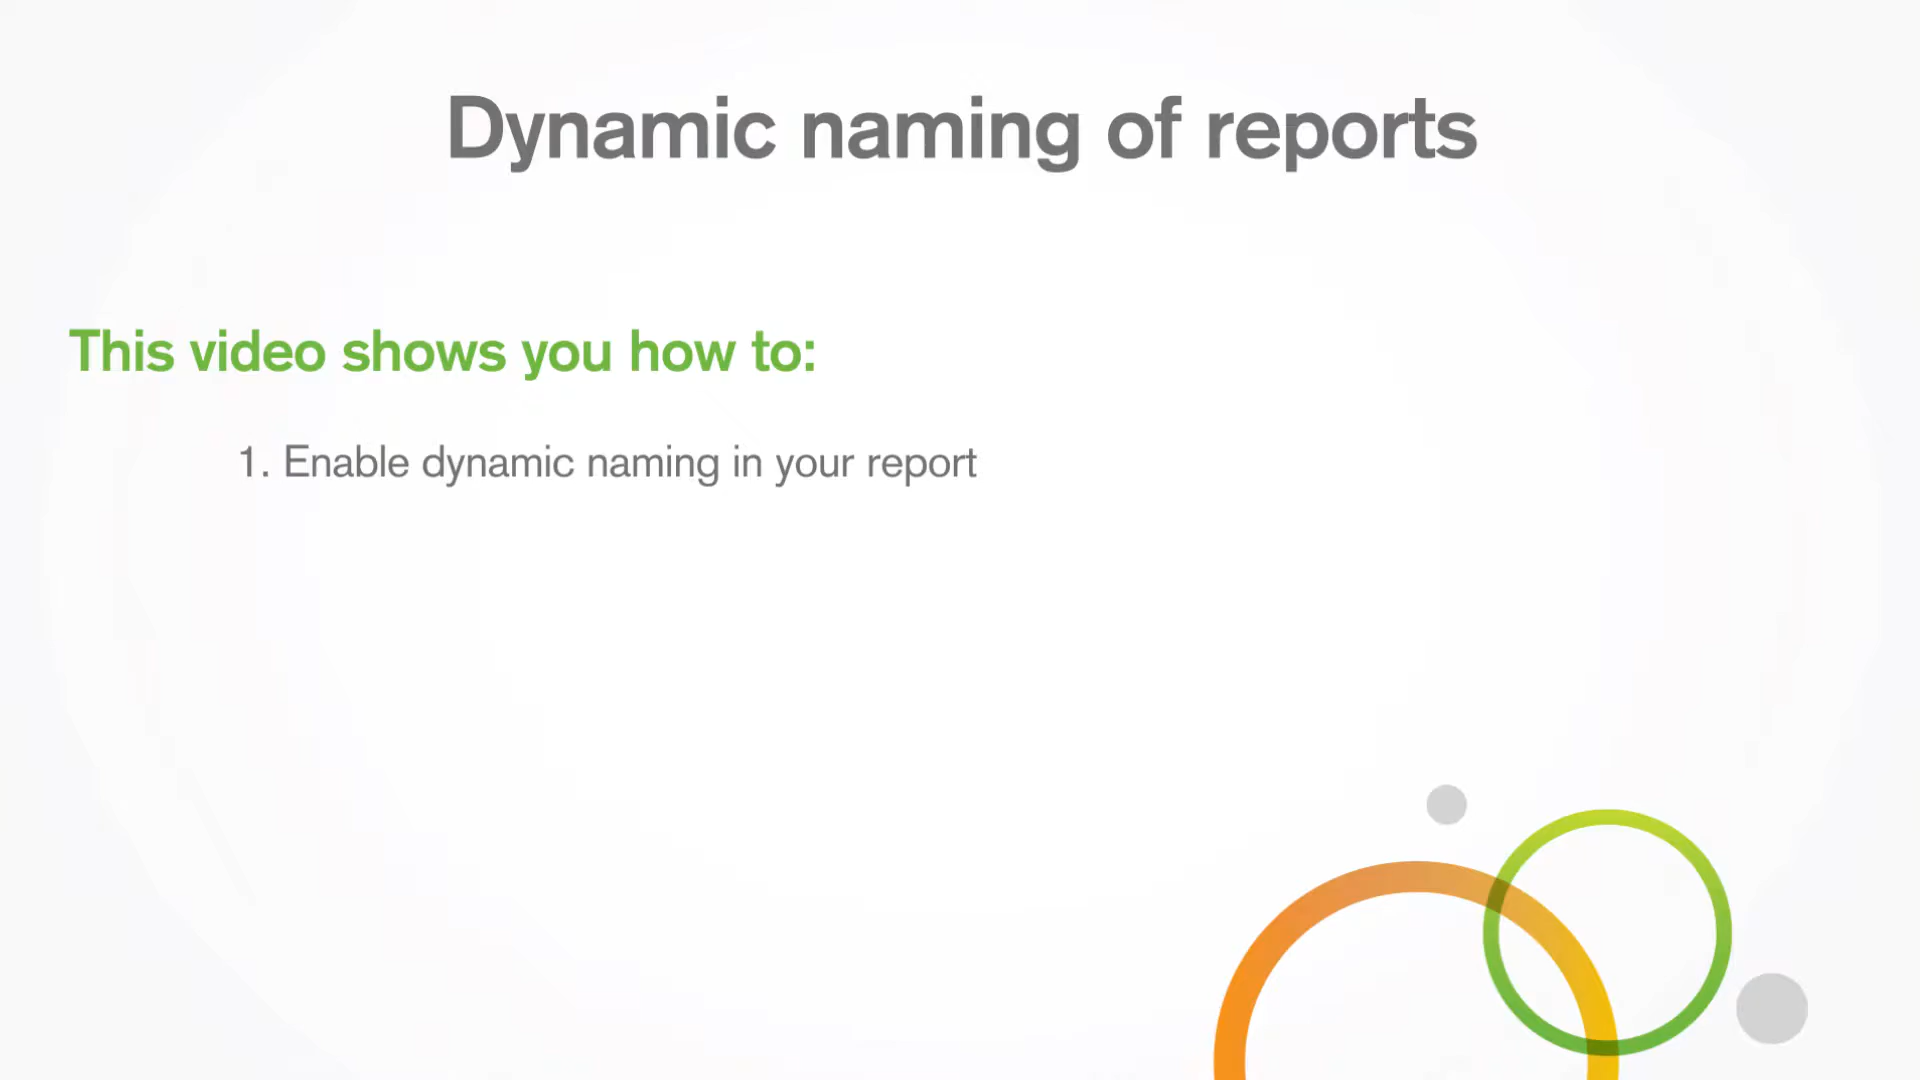 Dynamic naming of reports
This video shows you how to:
1. Enable dynamic naming in your report